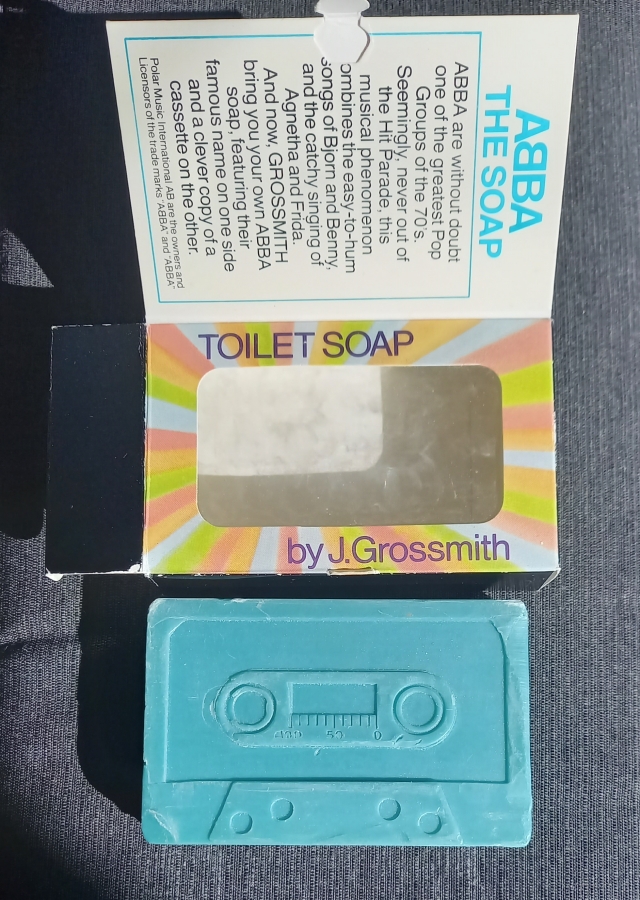 ABBA
THE SOAP
ABBA are without doubt
one of the greatest Pop
Groups of the 70's.
Seemingly, never out of
the Hit Parade, this
musical phenomenon
ombines the easy-to-hum
songs of Bjorn and Benny,
and the catchy singing of
Agnetha and Frida.
And now, GROSSMITH
bring you your own ABBA
soap, featuring their
famous name on one side
and a clever copy of a
cassette on the other.
Polar Music International AB are the owners and
Licensors of the trade marks "ABBA" and "ABBA"
TOILET SOAP
by J.Grossmith
100 50 0